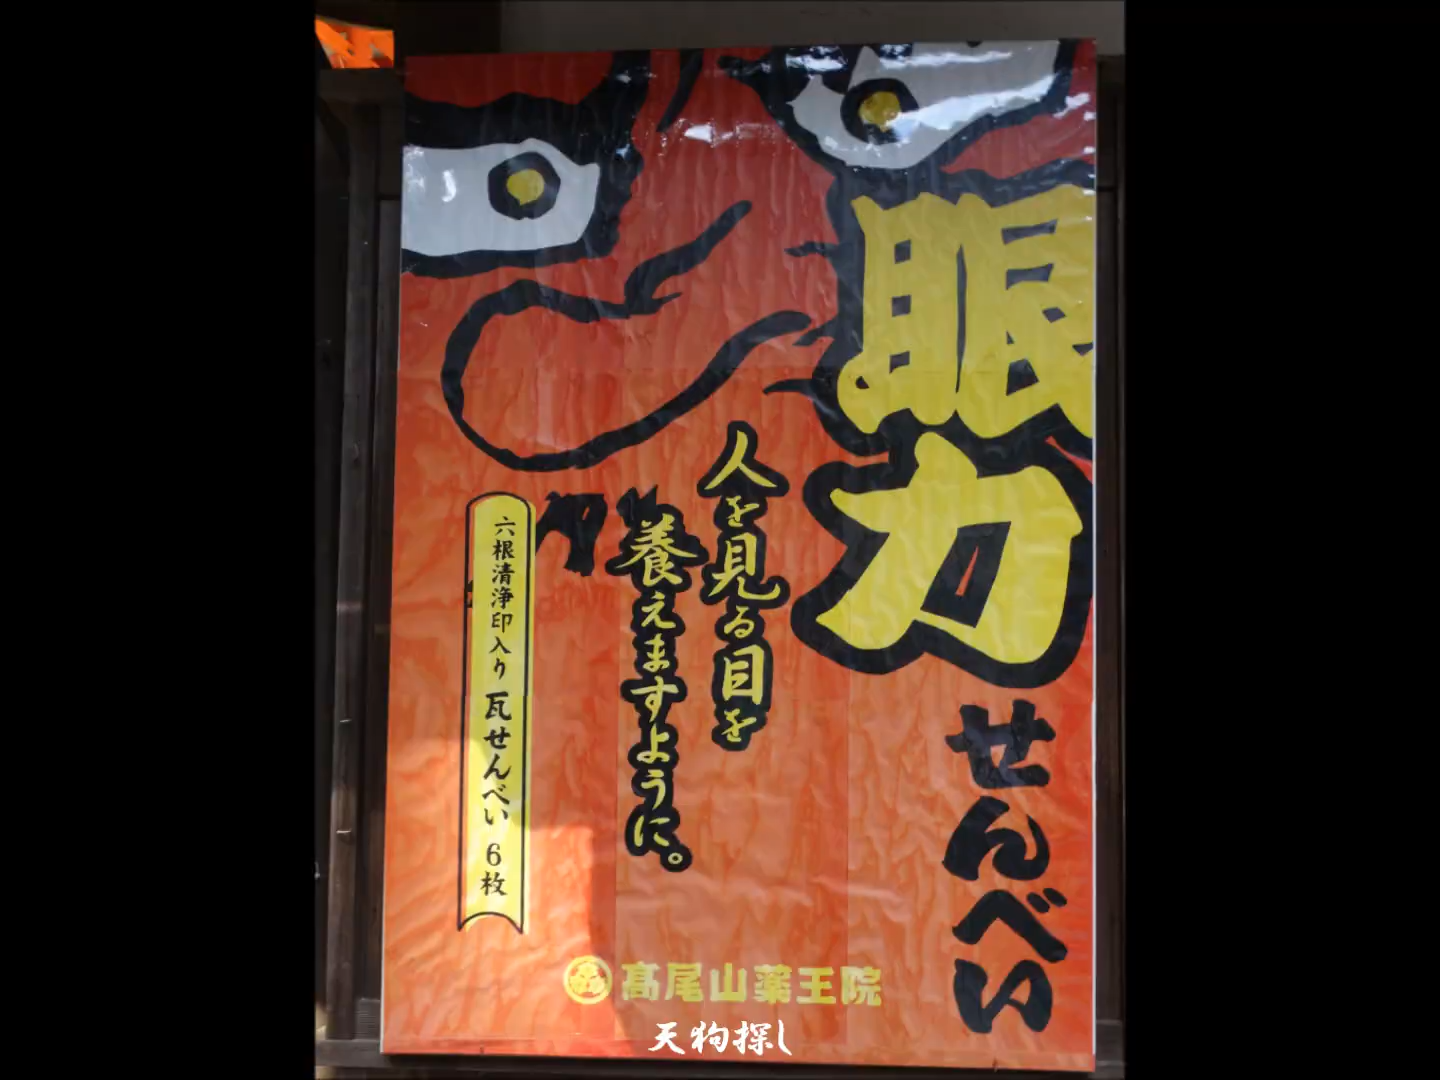 眼力
せんべい
人を見る目を
養えますように。
六根清浄印入り 瓦せんべい 6枚
髙尾山薬王院
天狗探し